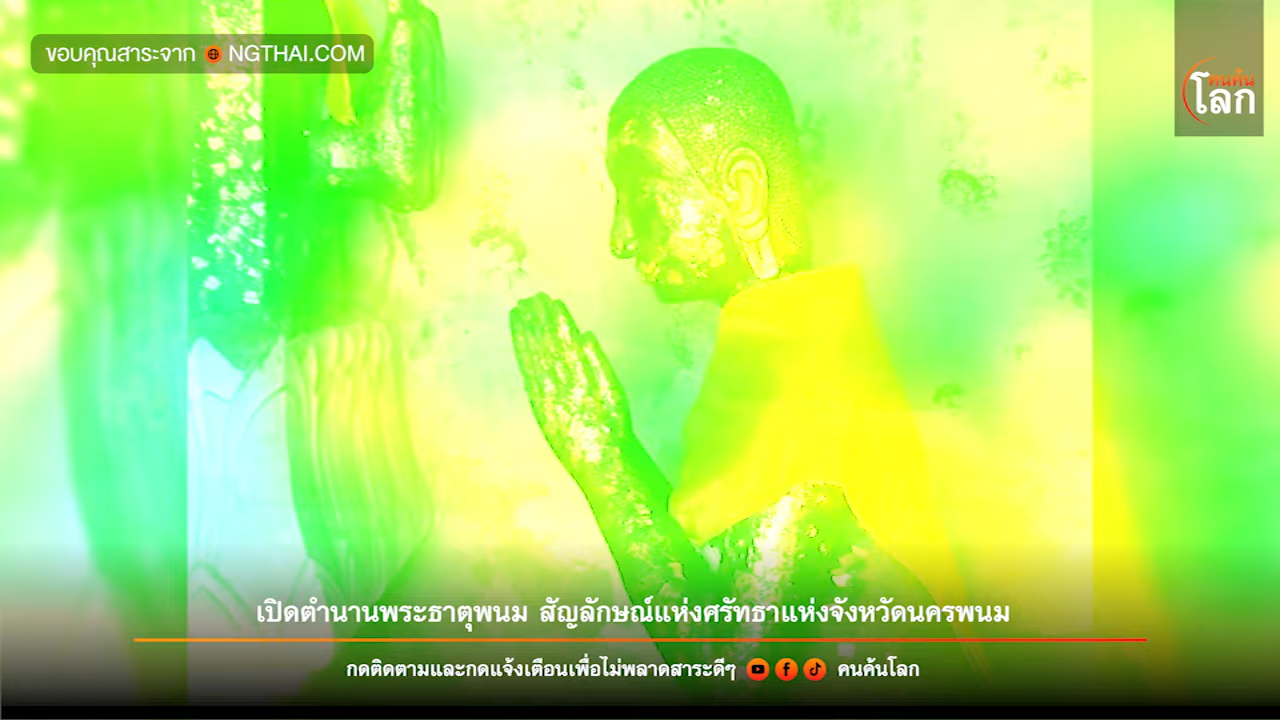 ขอบคุณสาระจาก NGTHAI.COM
คนค้น
โลก
เปิดตำนานพระธาตุพนม สัญลักษณ์แห่งศรัทธาแห่งจังหวัดนครพนม
กดติดตามและกดแจ้งเตือนเพื่อไม่พลาดสาระดีๆ คนค้นโลก